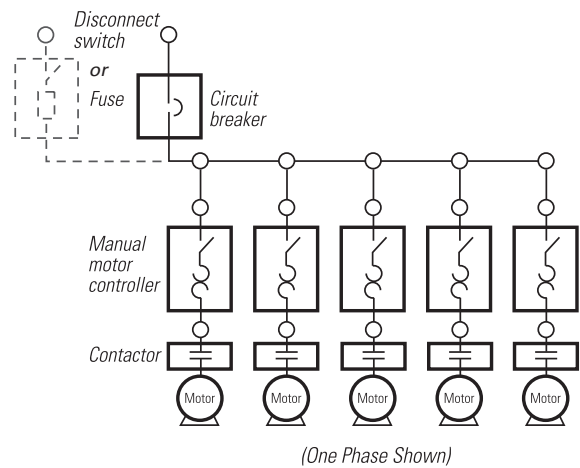 Disconnect
switch
or
Fuse
Circuit
breaker
Manual
motor
controller
Contactor
Motor Motor Motor Motor Motor
(One Phase Shown)